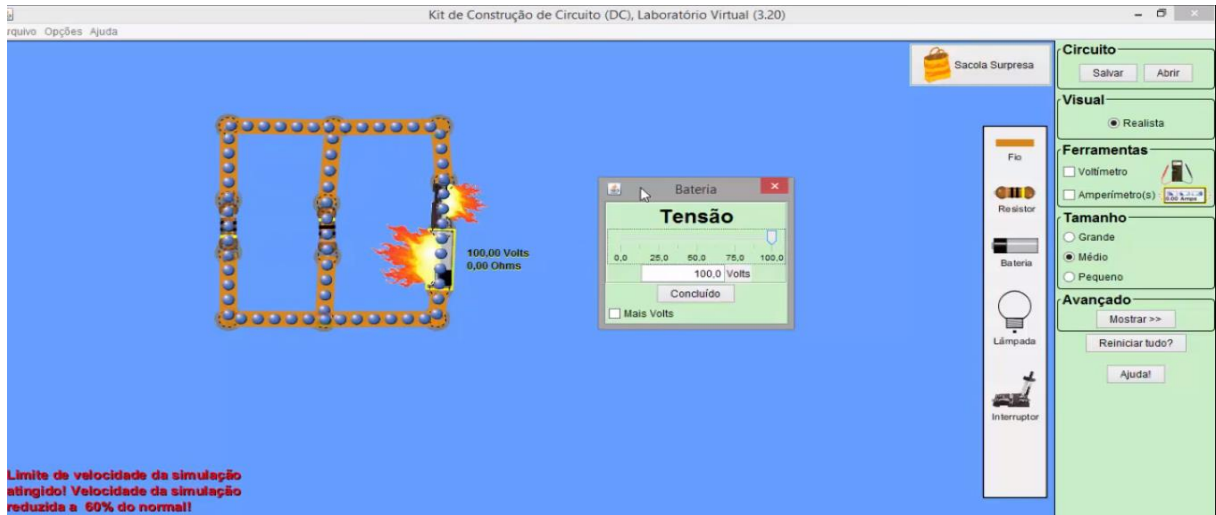 Kit de Construção de Circuito (DC), Laboratório Virtual (3.20)
rquivo Opções Ajuda
Sacola Surpresa
Circuito
Salvar Abrir
Visual
Realista
Ferramentas
Voltímetro
Amperímetro(s)
Tamanho
Grande
Médio
Pequeno
Avançado
Mostrar >>
Reiniciar tudo?
Ajuda!
Fio
Resistor
Bateria
Lâmpada
Interruptor
Bateria
Tensão
0,0 25,0 50,0 75,0 100,0
100,0 Volts
Concluído
Mais Volts
100,00 Volts
0,00 Ohms
Limite de velocidade da simulação
atingido! Velocidade da simulação
reduzida a 60% do normal!